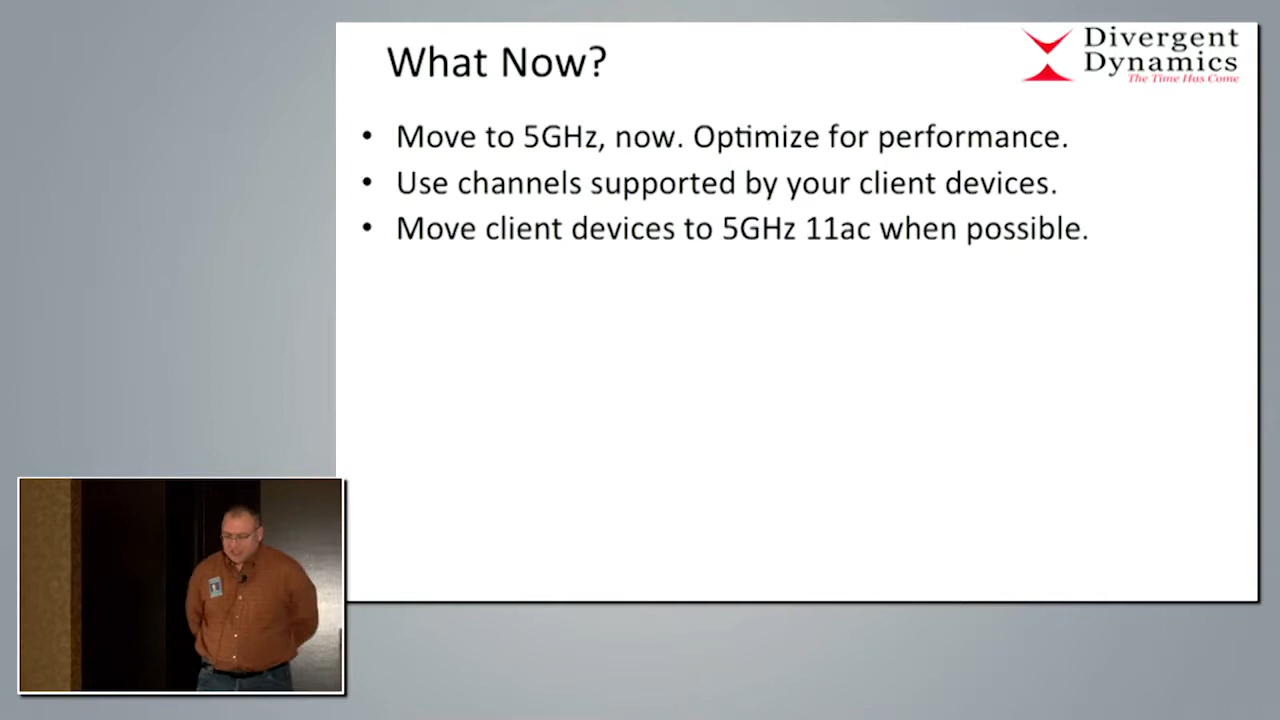 What Now?
Divergent
Dynamics
The Time Has Come
• Move to 5GHz, now. Optimize for performance.
• Use channels supported by your client devices.
• Move client devices to 5GHz 11ac when possible.